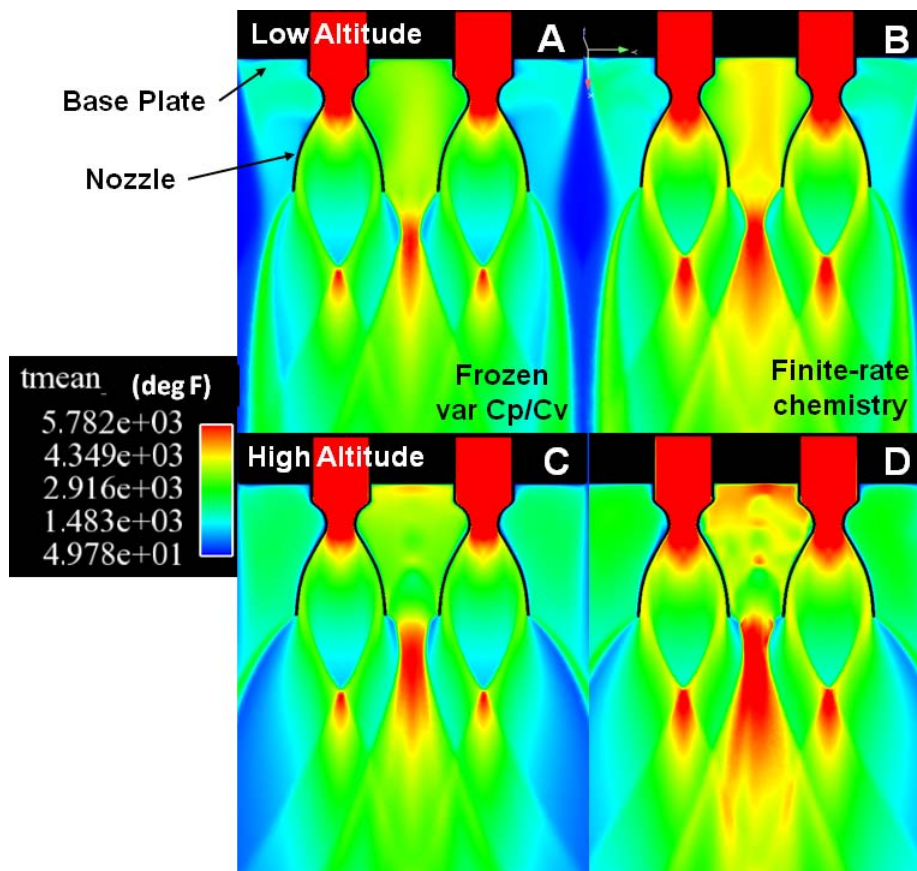 Low Altitude
A
B
Base Plate
Nozzle
Frozen
var Cp/Cv
Finite-rate
chemistry
tmean (deg F)
5.782e+03
4.349e+03
2.916e+03
1.483e+03
4.978e+01
High Altitude
C
D